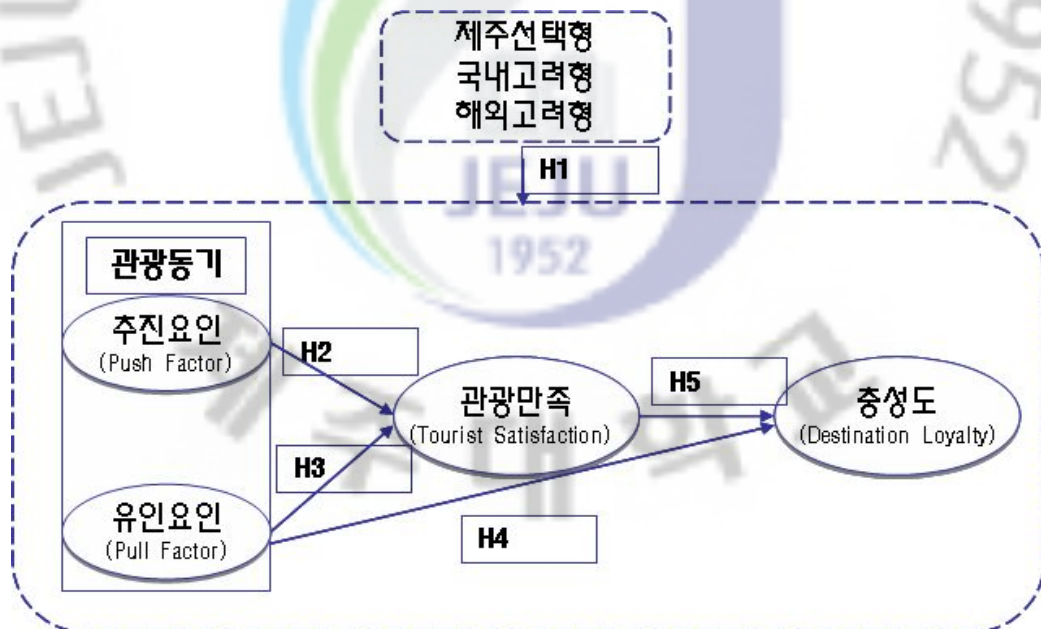 제주선택형
국내고려형
해외고려형
H1
JEJU
1952
관광동기
추진요인
(Push Factor)
H2
관광만족
(Tourist Satisfaction)
H5
충성도
(Destination Loyalty)
H3
유인요인
(Pull Factor)
H4
JEJU
1952